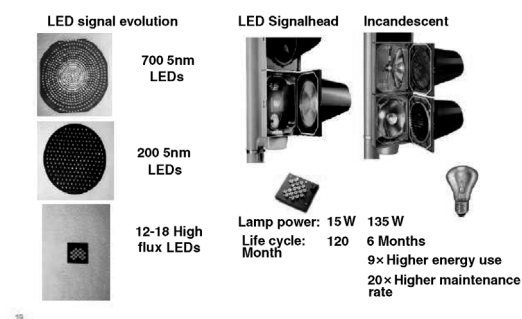 LED signal evolution
700 5nm
LEDs
200 5nm
LEDs
12-18 High
flux LEDs
LED Signalhead
Incandescent
Lamp power: 15 W 135 W
Life cycle: 120 6 Months
Month
9× Higher energy use
20× Higher maintenance
rate